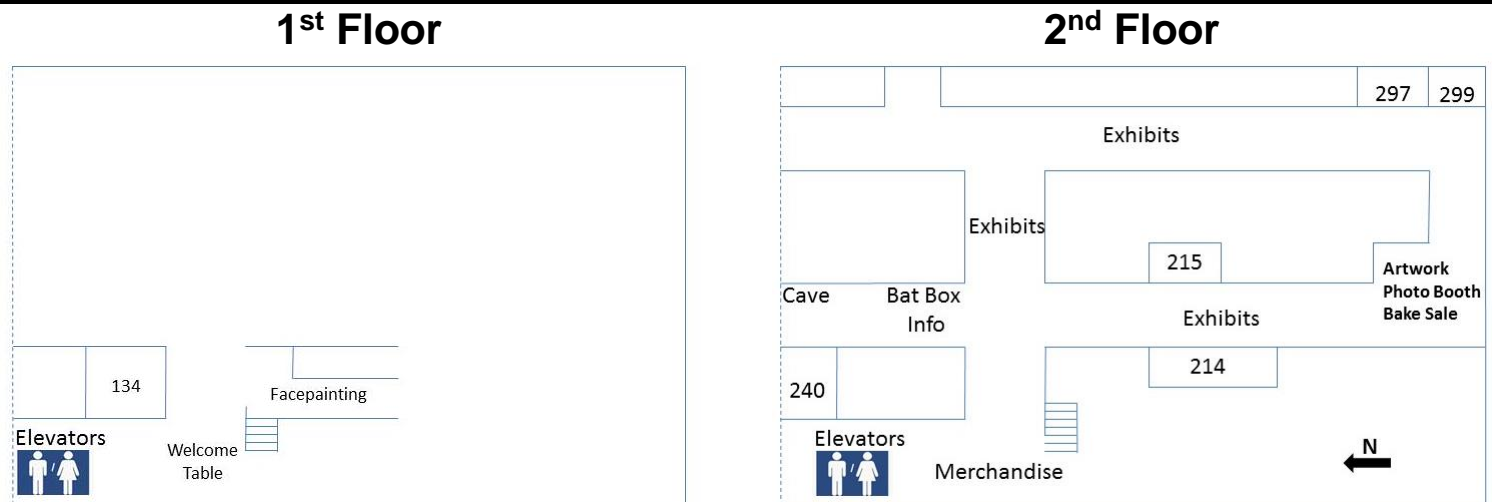 1st Floor
134
Facepainting
Elevators
Welcome
Table
2nd Floor
297
299
Exhibits
Exhibits
215
Artwork
Photo Booth
Bake Sale
Cave
Bat Box
Info
Exhibits
214
240
Elevators
Merchandise
N